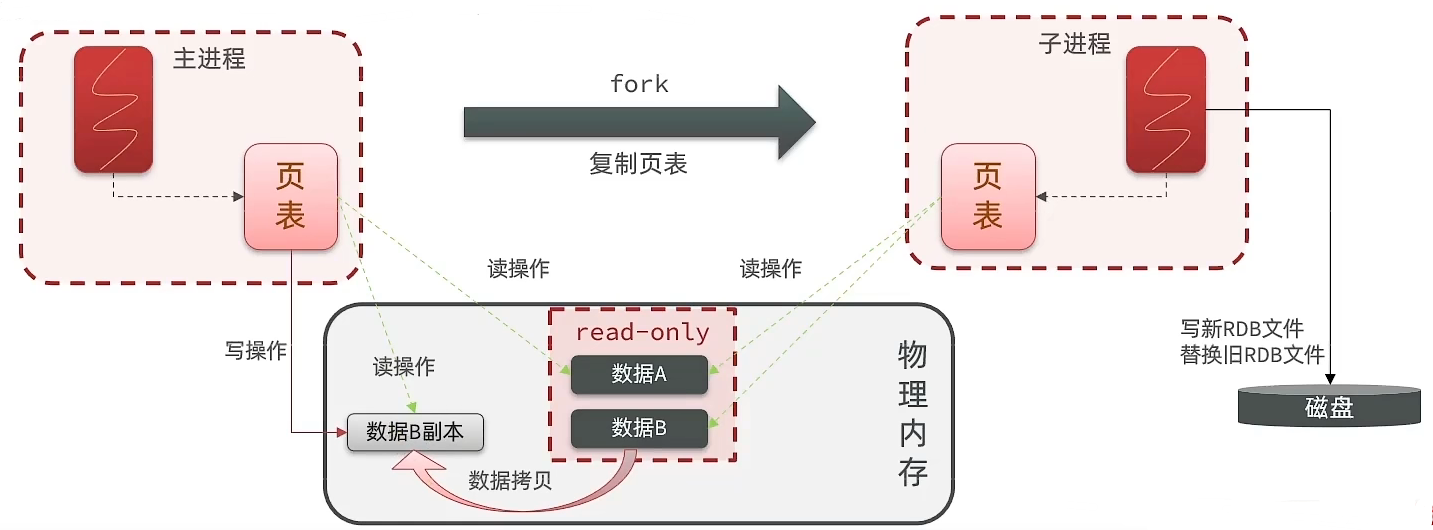 主进程
子进程
fork
复制页表
页
表
页
表
读操作
读操作
写操作
读操作
read-only
数据A
数据B
数据B副本
数据拷贝
物
理
内
存
写新RDB文件
替换旧RDB文件
磁盘